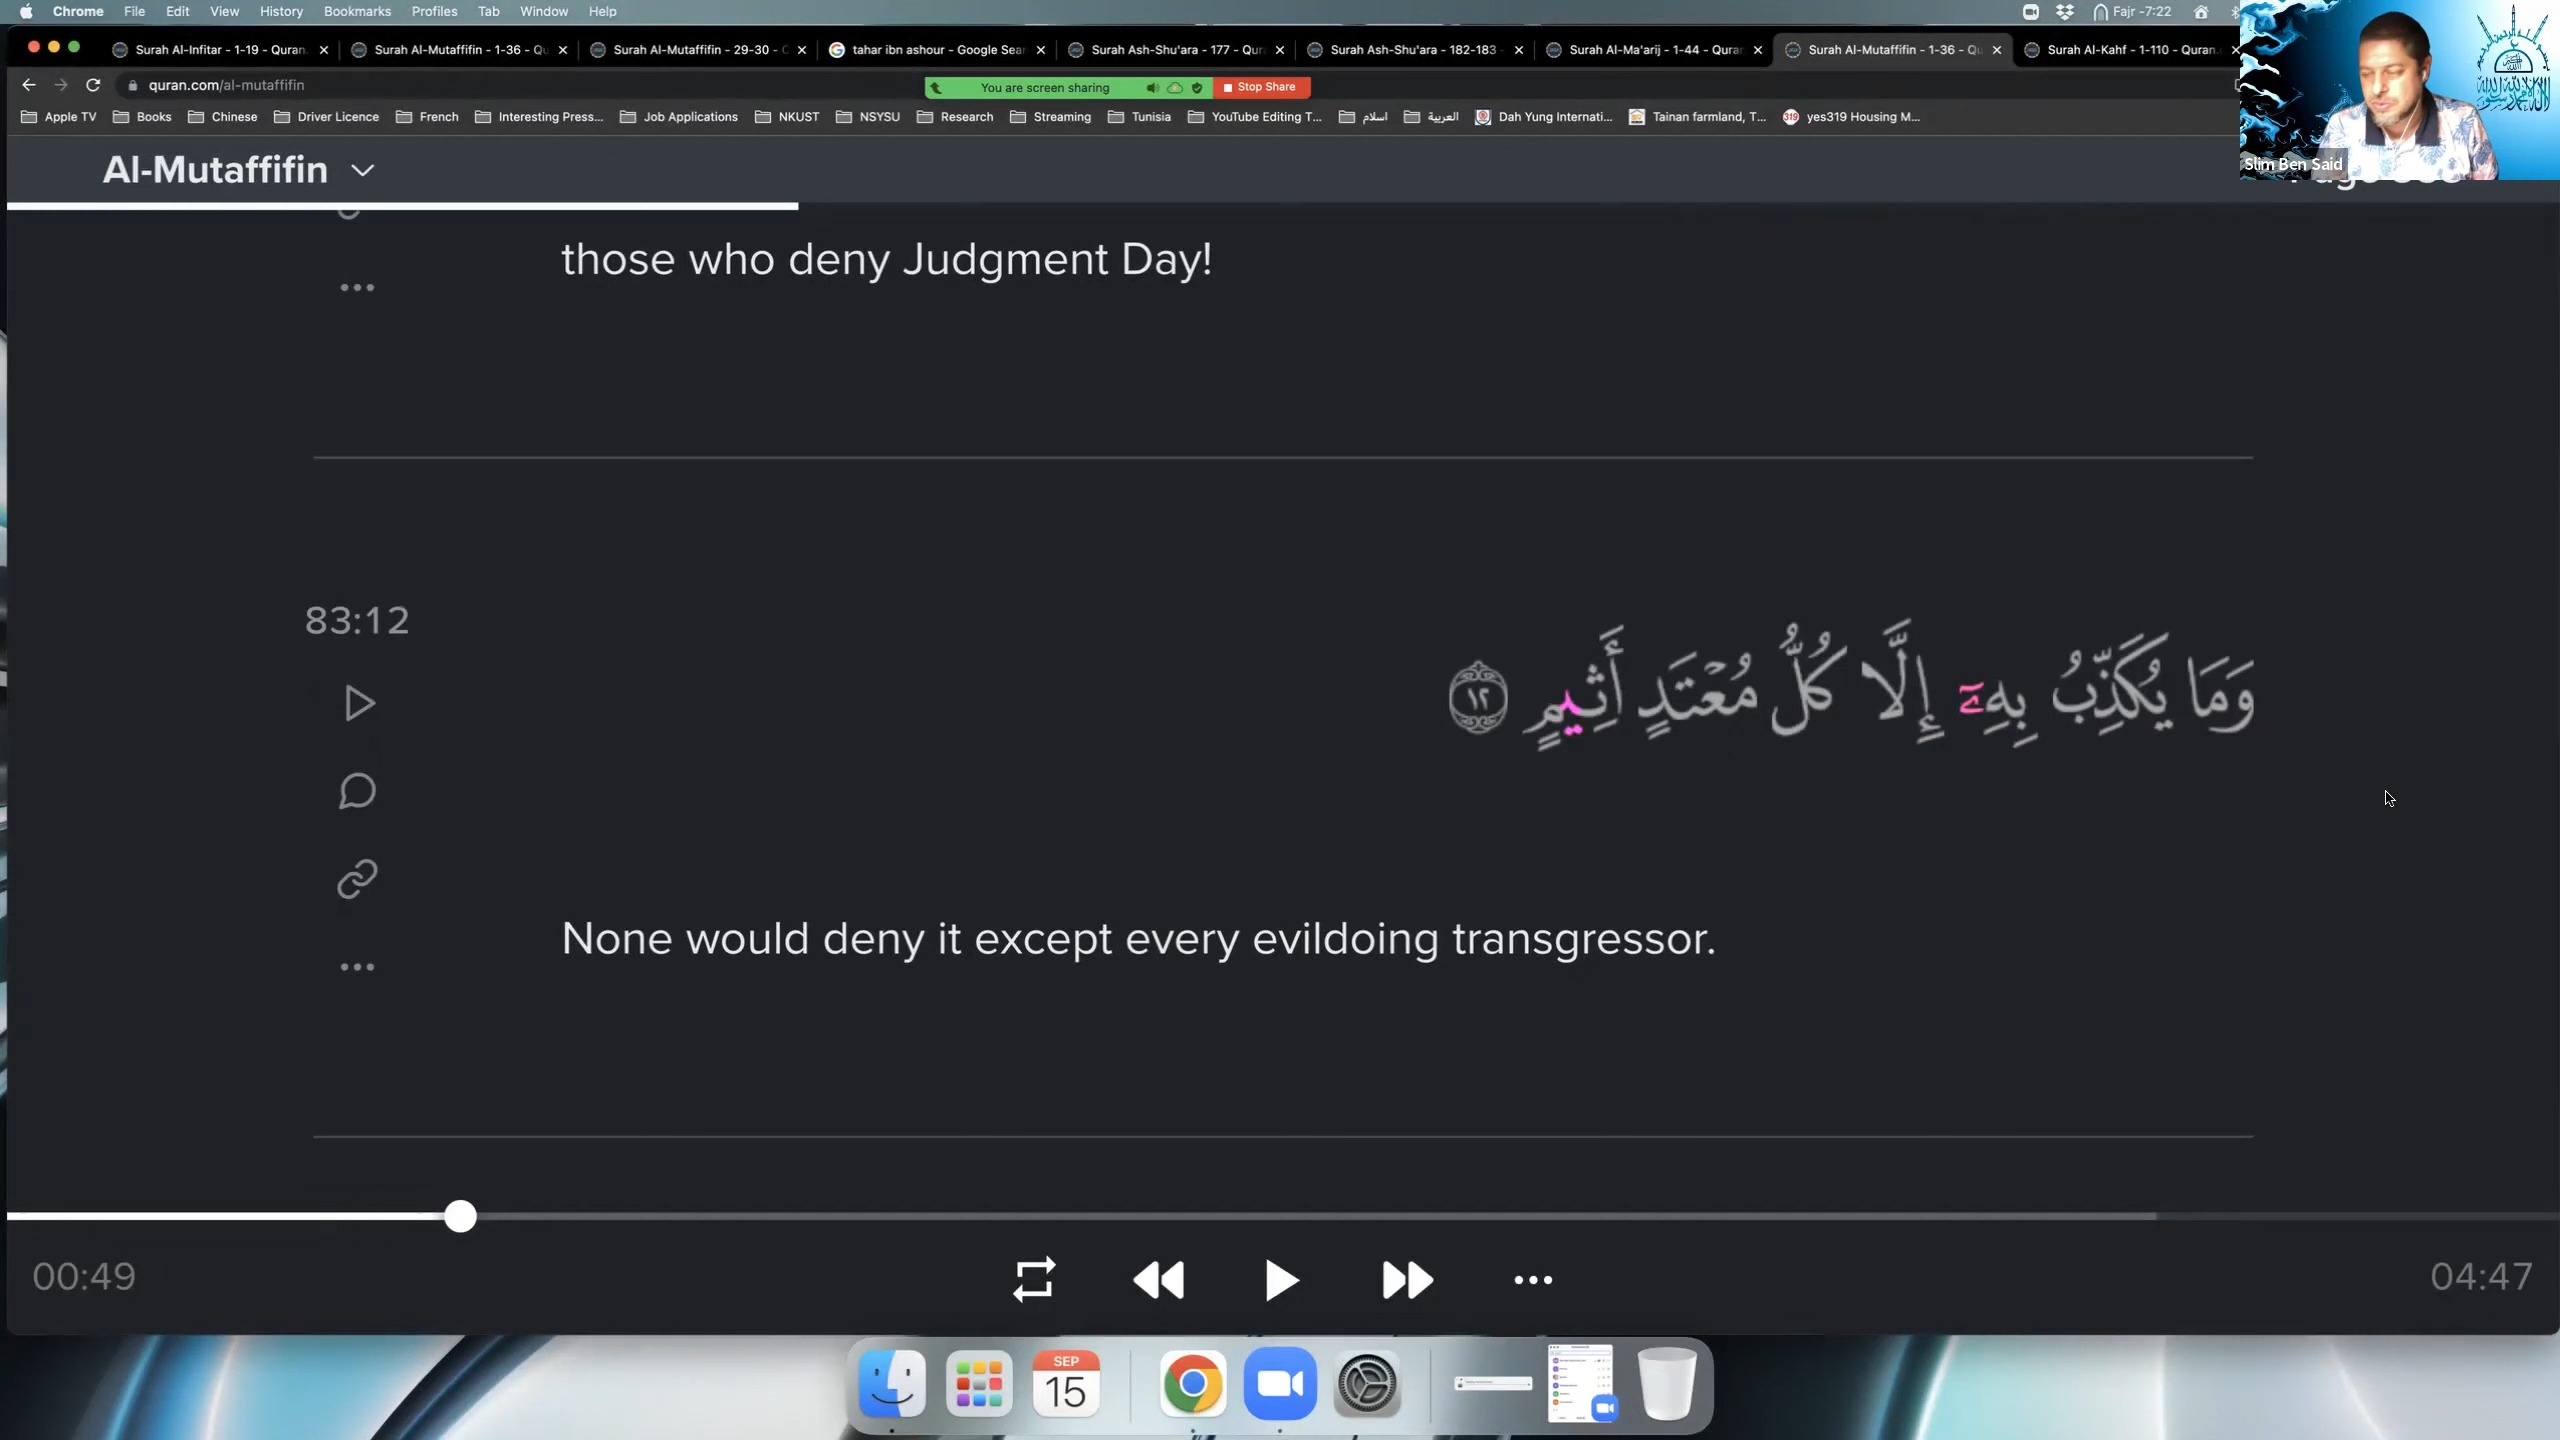 Chrome File Edit View History Bookmarks Profiles Tab Window Help Fajr -7:22
Surah Al-Infitar - 1-19 - Quran. Surah Al-Mutaffifin - 1-36 - Qu Surah Al-Mutaffifin - 29-30 - tahar ibn ashour - Google Sear Surah Ash-Shu'ara - 177 - Qur Surah Ash-Shu'ara - 182-183 - Surah Al-Ma'arij - 1-44 - Quran Surah Al-Mutaffifin - 1-36 - Qu Surah Al-Kahf - 1-110 - Quran.
quran.com/al-mutaffifin You are screen sharing Stop Share
Apple TV Books Chinese Driver Licence French Interesting Press... Job Applications NKUST NSYSU Research Streaming Tunisia YouTube Editing T... اسلام العربية Dah Yung Internati... Tainan farmland, T... yes319 Housing M...
Slim Ben Said
Al-Mutaffifin
those who deny Judgment Day!
83:12
وَمَا يُكَذِّبُ بِهِۦٓ إِلَّا كُلُّ مُعْتَدٍ أَثِيمٍ ١٢
None would deny it except every evildoing transgressor.
00:49 04:47
SEP
15